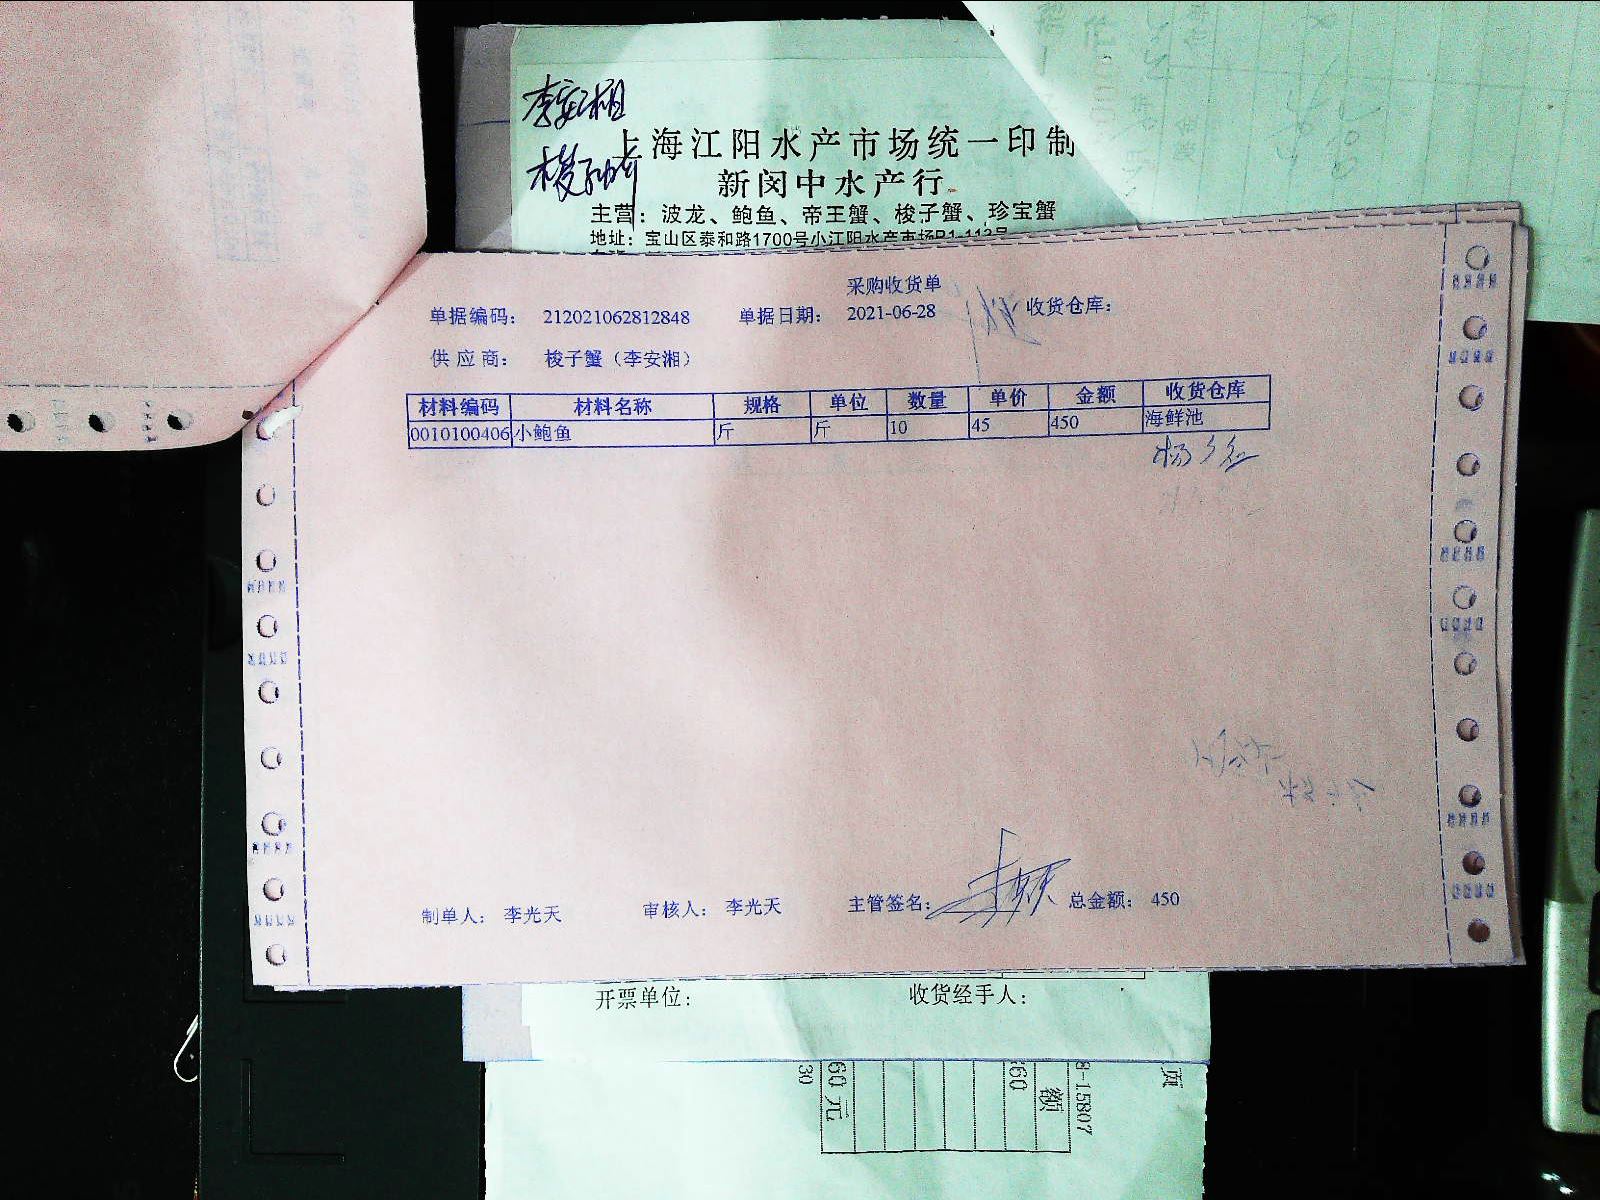 李安湘
梭子蟹
上海江阳水产市场统一印制
新闵中水产行
主营：波龙、鲍鱼、帝王蟹、梭子蟹、珍宝蟹
地址：宝山区泰和路1700号小江阳水产市场
采购收货单
单据编码： 212021062812848 单据日期： 2021-06-28 收货仓库：
供应商： 梭子蟹（李安湘）
材料编码 材料名称 规格 单位 数量 单价 金额 收货仓库
0010100406 小鲍鱼 斤 斤 10 45 450 海鲜池
制单人： 李光天 审核人： 李光天 主管签名： 总金额： 450
开票单位： 收货经手人：
页
8-15807
额
60
60元
30